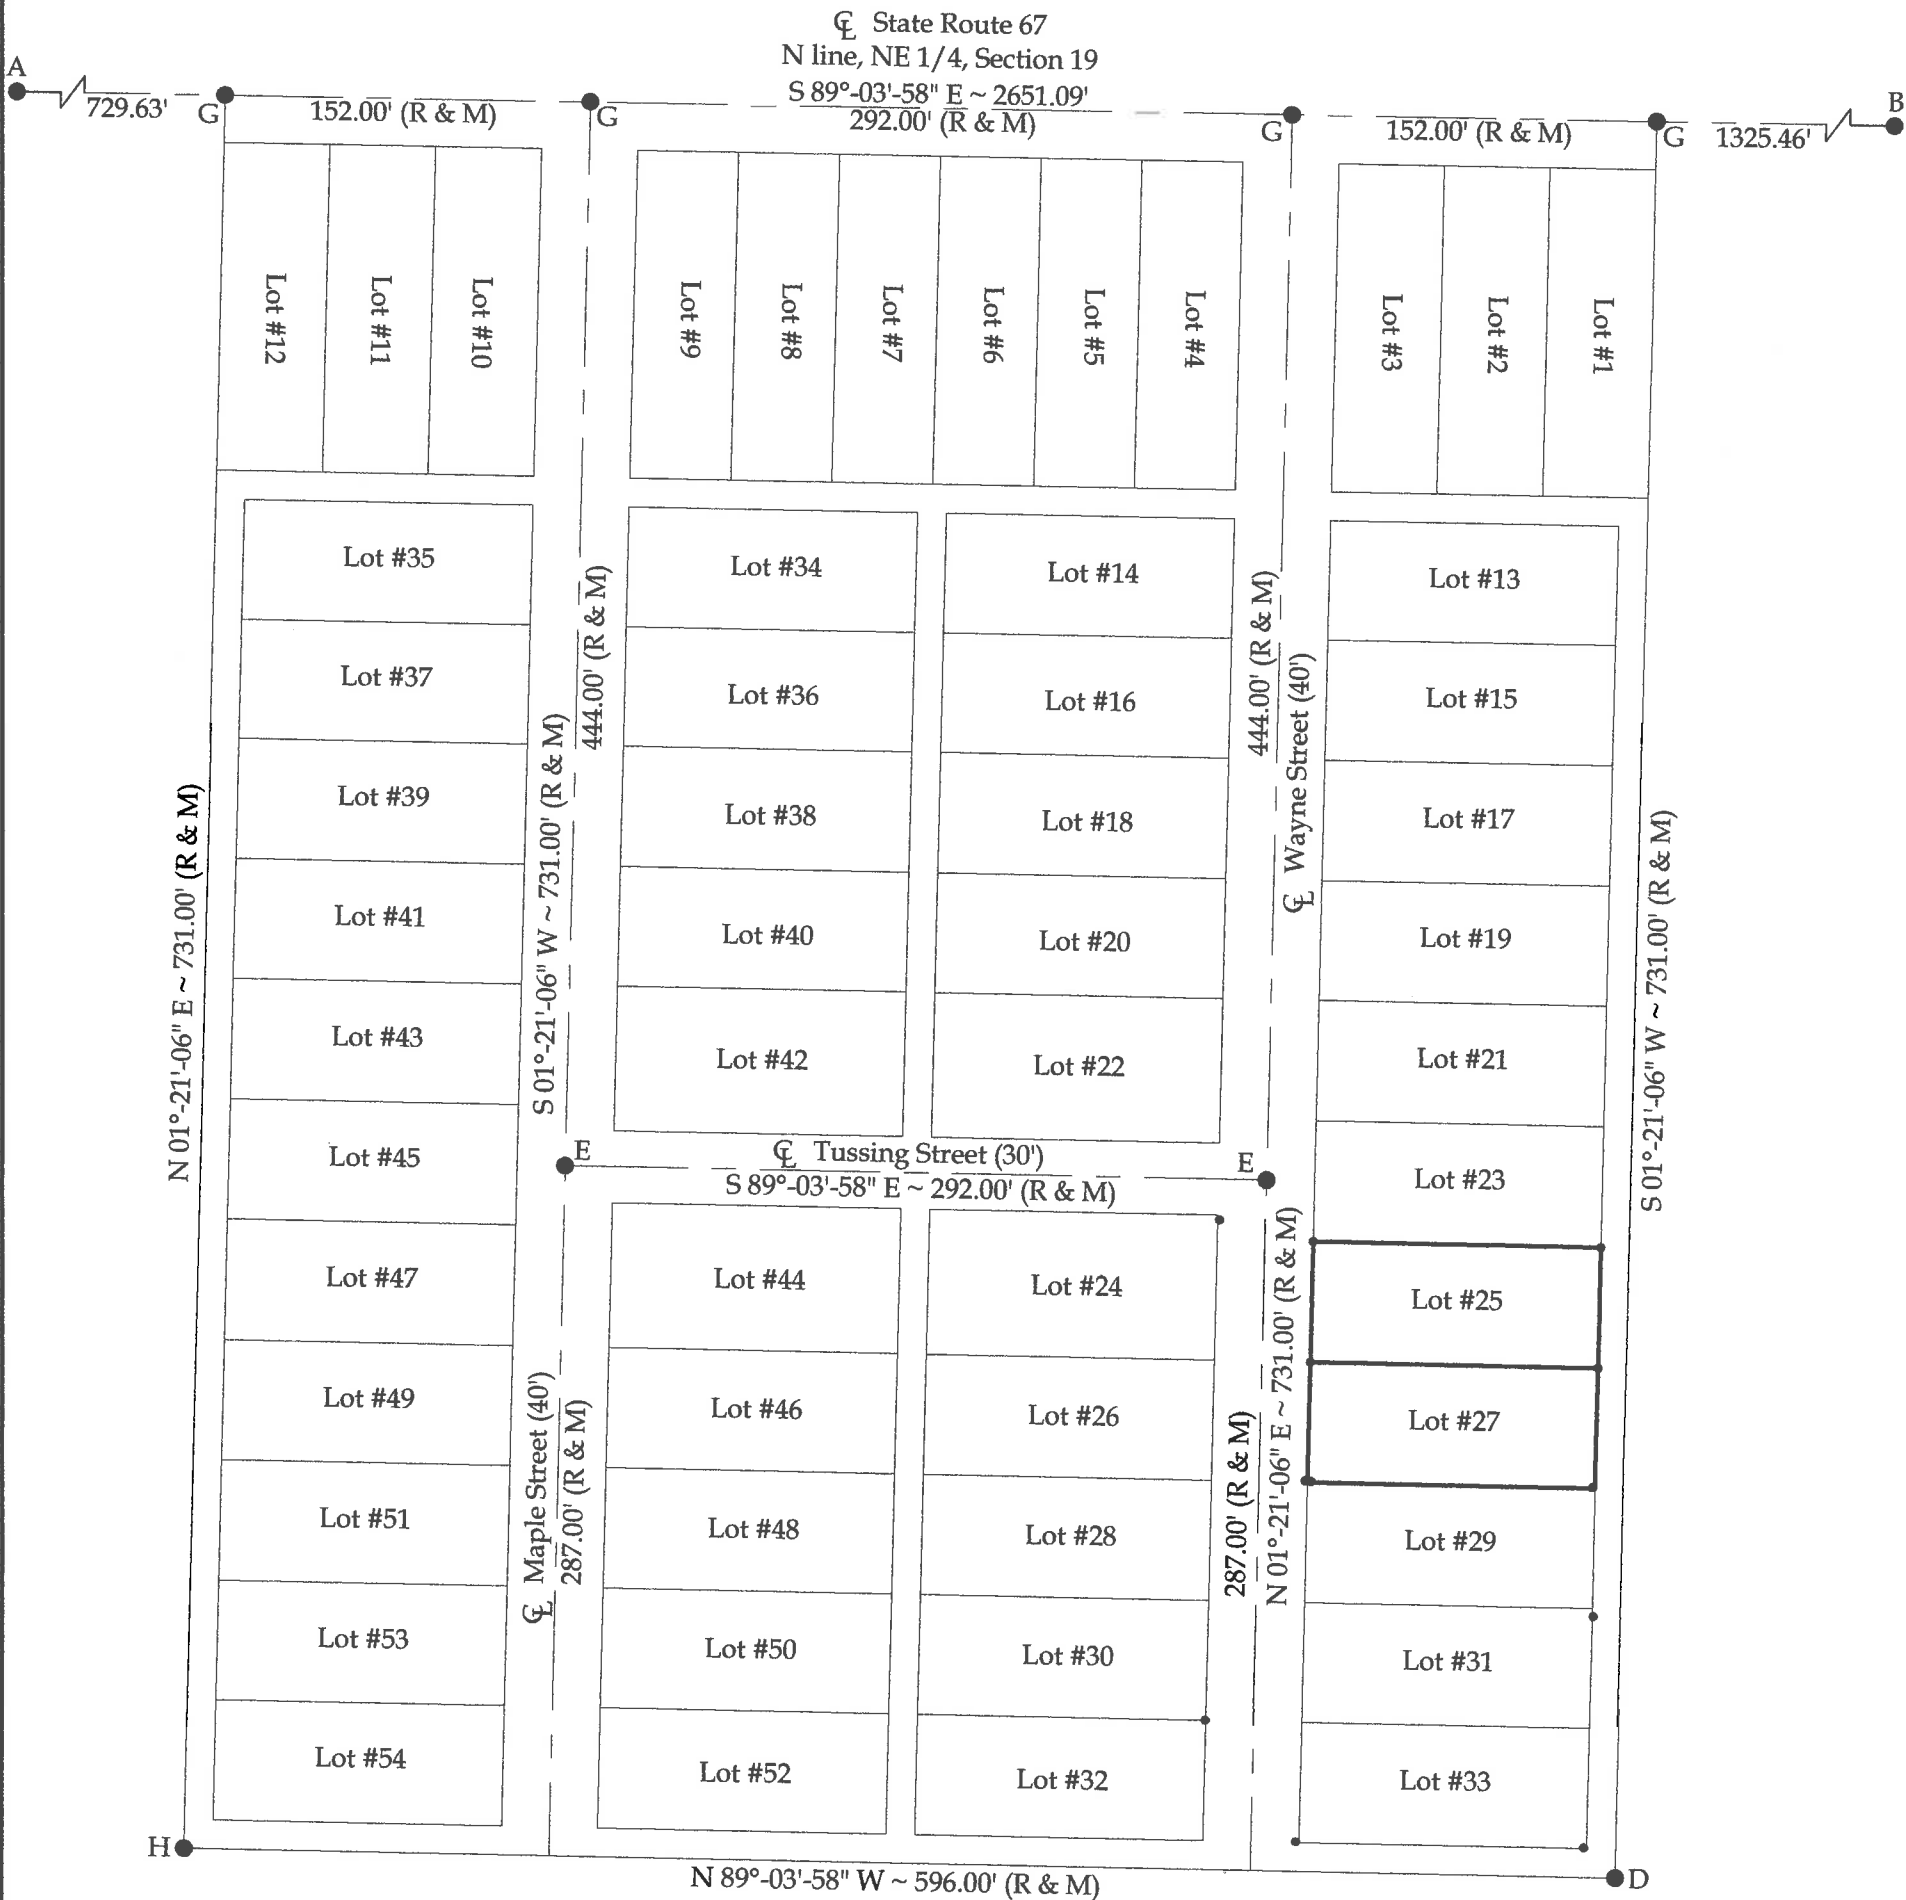 ℄ State Route 67
N line, NE 1/4, Section 19
S 89°-03'-58" E ~ 2651.09'
A
B
729.63'
G
152.00' (R & M)
G
292.00' (R & M)
G
152.00' (R & M)
G
1325.46'
Lot #12
Lot #11
Lot #10
Lot #9
Lot #8
Lot #7
Lot #6
Lot #5
Lot #4
Lot #3
Lot #2
Lot #1
Lot #35
Lot #34
Lot #14
Lot #13
Lot #37
Lot #36
Lot #16
Lot #15
Lot #39
Lot #38
Lot #18
Lot #17
Lot #41
Lot #40
Lot #20
Lot #19
Lot #43
Lot #42
Lot #22
Lot #21
Lot #45
Lot #23
N 01°-21'-06" E ~ 731.00' (R & M)
S 01°-21'-06" W ~ 731.00' (R & M)
444.00' (R & M)
444.00' (R & M)
℄ Wayne Street (40')
S 01°-21'-06" W ~ 731.00' (R & M)
E
℄ Tussing Street (30')
E
S 89°-03'-58" E ~ 292.00' (R & M)
Lot #47
Lot #44
Lot #24
Lot #25
Lot #49
Lot #46
Lot #26
Lot #27
Lot #51
Lot #48
Lot #28
Lot #29
Lot #53
Lot #50
Lot #30
Lot #31
Lot #54
Lot #52
Lot #32
Lot #33
℄ Maple Street (40')
287.00' (R & M)
287.00' (R & M)
N 01°-21'-06" E ~ 731.00' (R & M)
H
N 89°-03'-58" W ~ 596.00' (R & M)
D